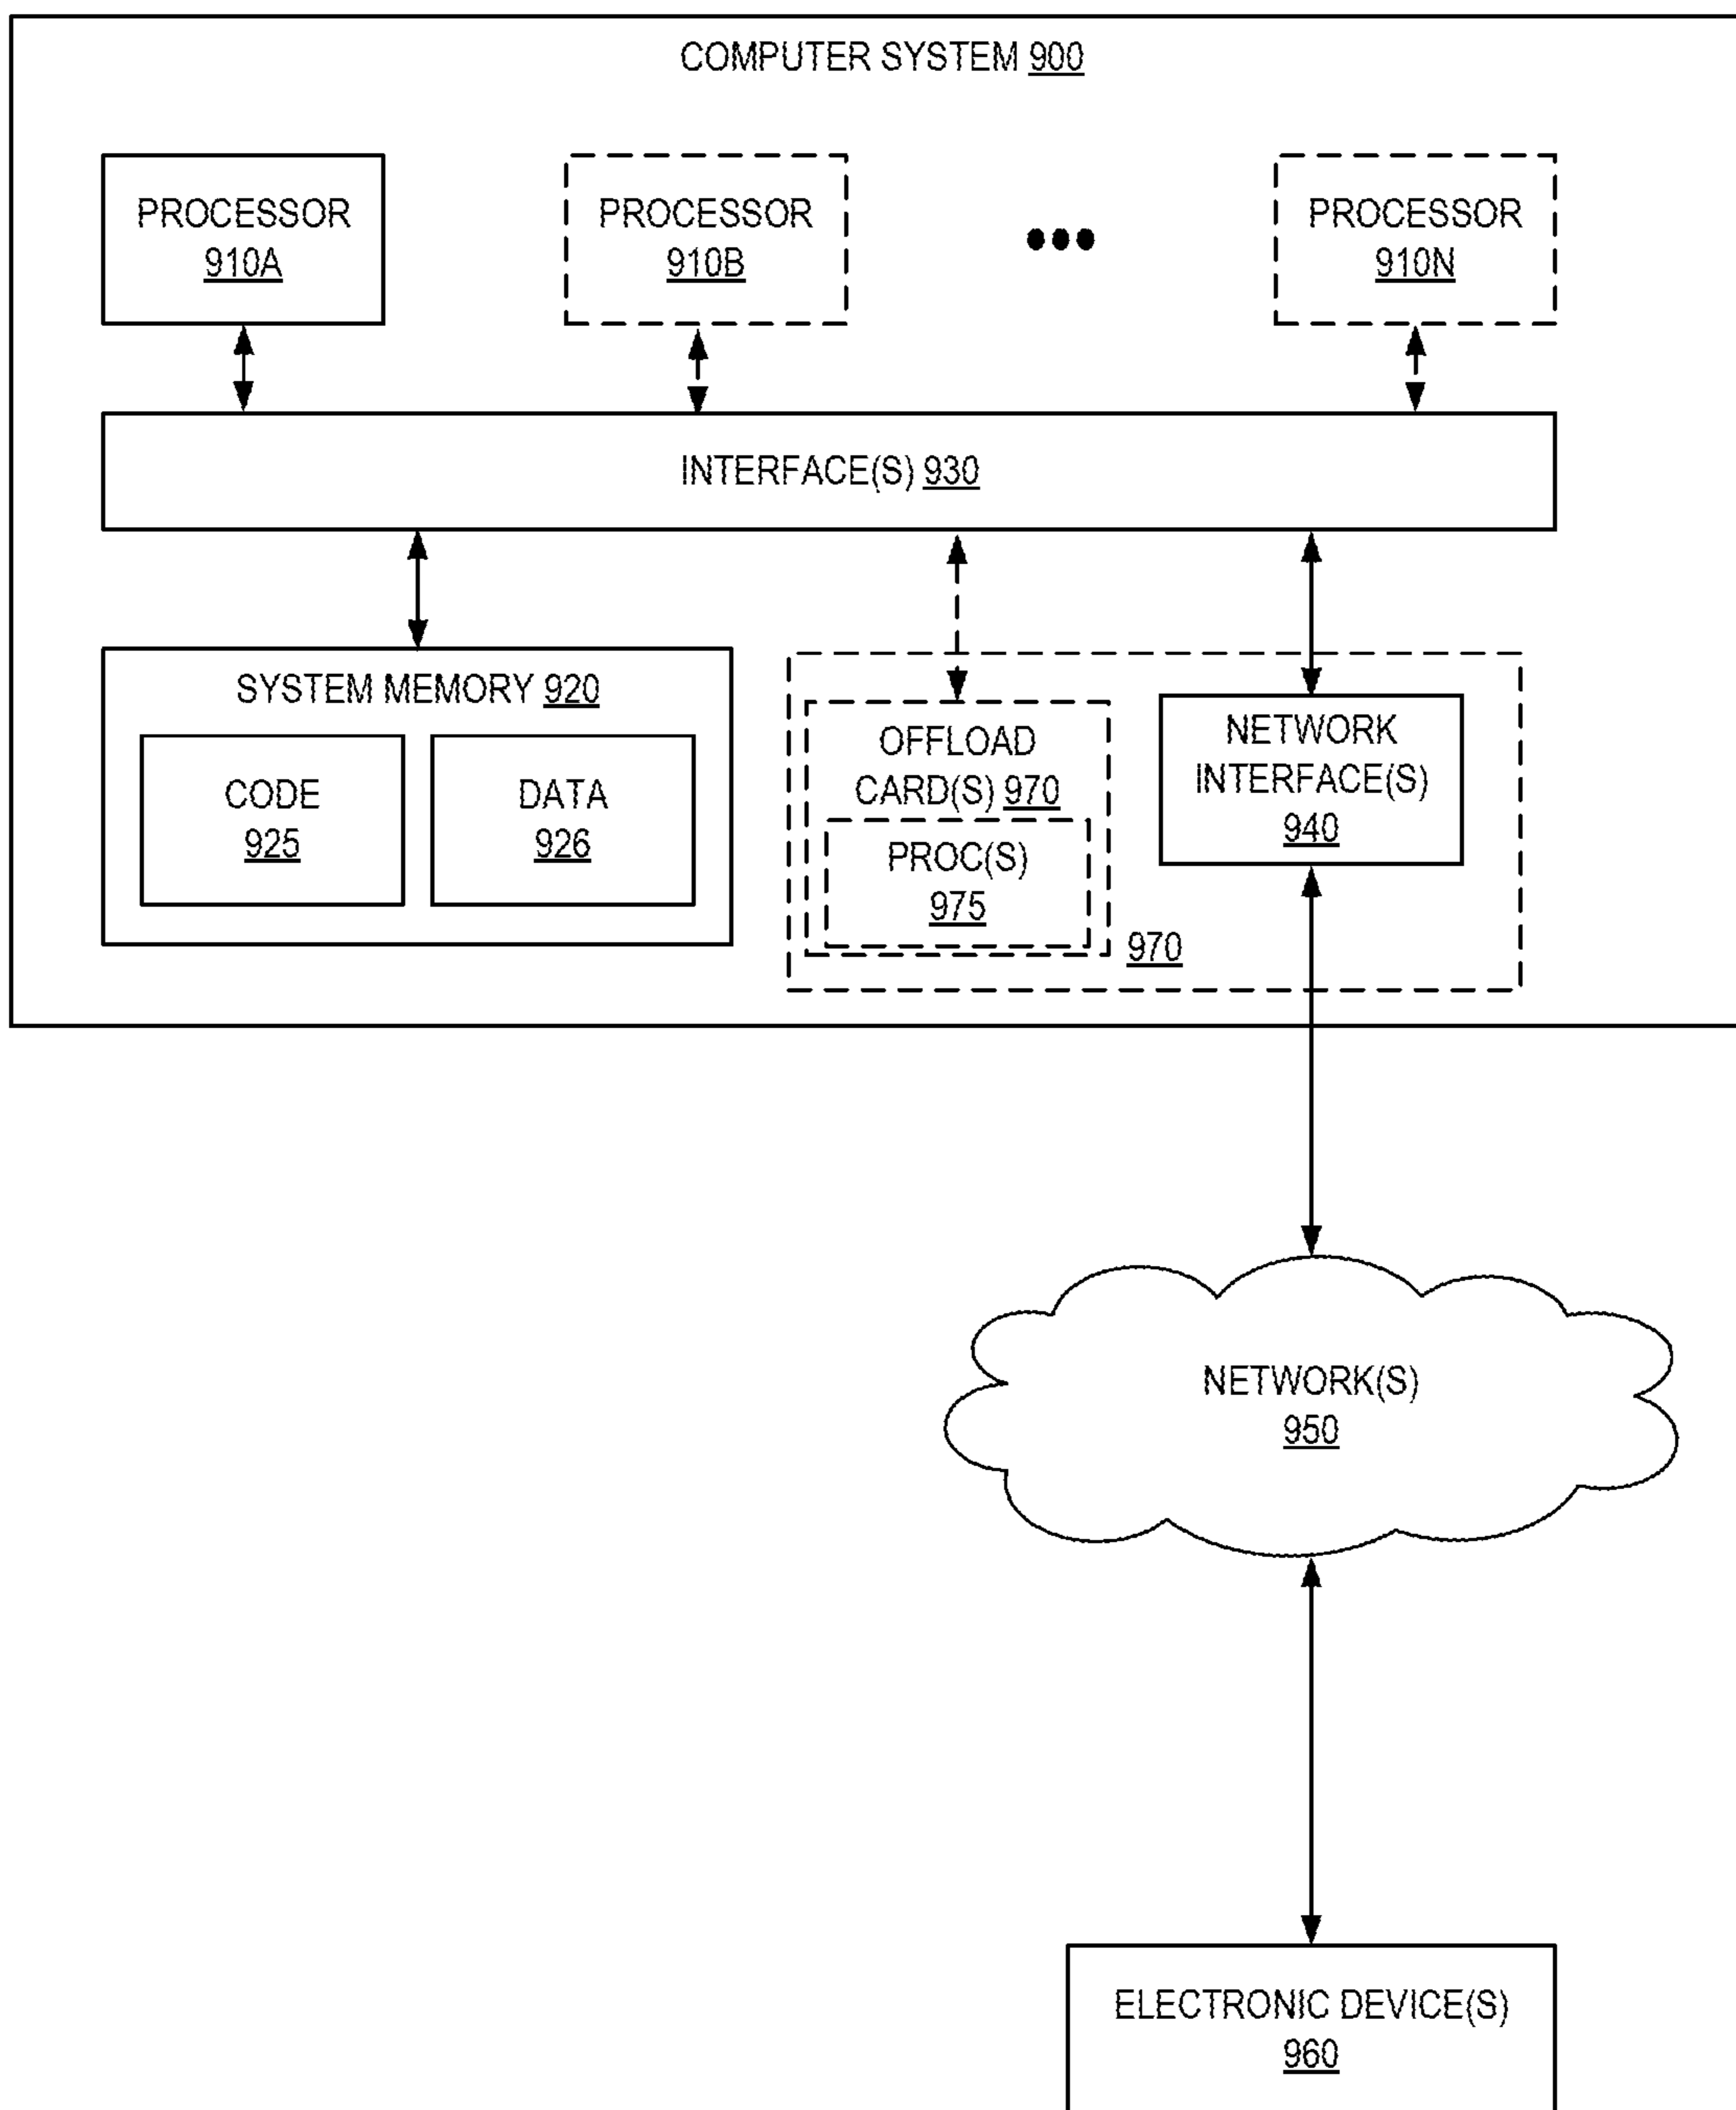 COMPUTER SYSTEM 900
PROCESSOR
910A
PROCESSOR
910B
PROCESSOR
910N
INTERFACE(S) 930
SYSTEM MEMORY 920
CODE
925
DATA
926
OFFLOAD
CARD(S) 970
PROC(S)
975
970
NETWORK
INTERFACE(S)
940
NETWORK(S)
950
ELECTRONIC DEVICE(S)
960